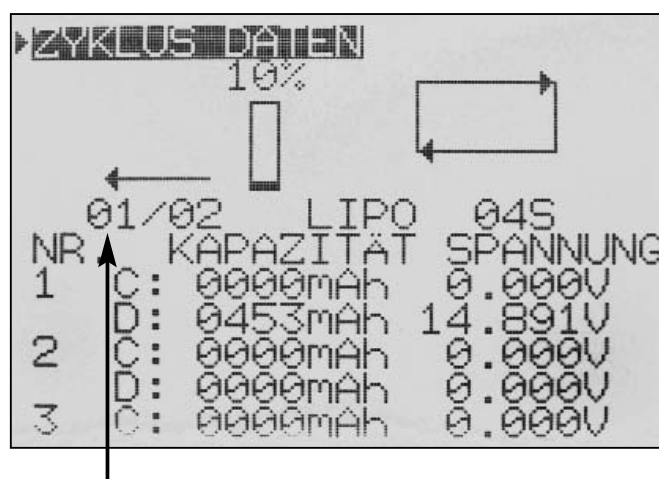 ZYKLUS DATEN
10%
01/02 LIPO 04S
NR. KAPAZITÄT SPANNUNG
1 C: 0000mAh 0.000V
D: 0453mAh 14.891V
2 C: 0000mAh 0.000V
D: 0000mAh 0.000V
3 C: 0000mAh 0.000V